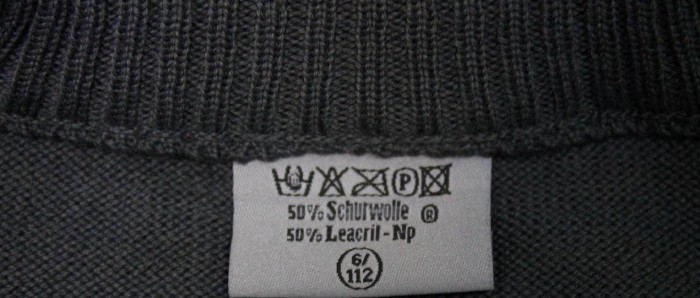 P
50% Schurwolle ®
50% Leacril-Np
6/
112